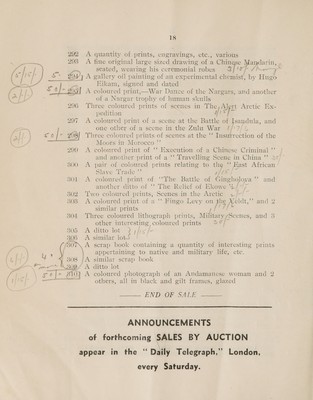 18
292 A quantity of prints, engravings, etc., various
293 A fine original large sized drawing of a Chinese Mandarin,
seated, wearing his ceremonial robes
294 A gallery oil painting of an experimental chemist, by Hugo
Eikam, signed and dated
295 A coloured print,—War Dance of the Nargars, and another
of a Nargar trophy of human skulls
296 Three coloured prints of scenes in the Alert Arctic Ex-
pedition
297 A coloured print of a scene at the Battle of Isandula, and
one other of a scene in the Zulu War
298 Three coloured prints of scenes at the " Insurrection of the
Moors in Morocco "
299 A coloured print of " Execution of a Chinese Criminal "
and another print of a " Travelling Scene in China "
300 A pair of coloured prints relating to the " East African
Slave Trade "
301 A coloured print of " The Battle of Gingholova " and
another ditto of " The Relief of Ekowe "
302 Two coloured prints, Scenes in the Arctic
303 A coloured print of a " Fingo Levy on the Veldt," and 2
similar prints
304 Three coloured lithograph prints, Military Scenes, and 3
other interesting coloured prints
305 A ditto lot
306 A similar lot
307 A scrap book containing a quantity of interesting prints
appertaining to native and military life, etc.
308 A similar scrap book
309 A ditto lot
310 A coloured photograph of an Andamanese woman and 2
others, all in black and gilt frames, glazed
END OF SALE
ANNOUNCEMENTS
of forthcoming SALES BY AUCTION
appear in the "Daily Telegraph," London,
every Saturday.